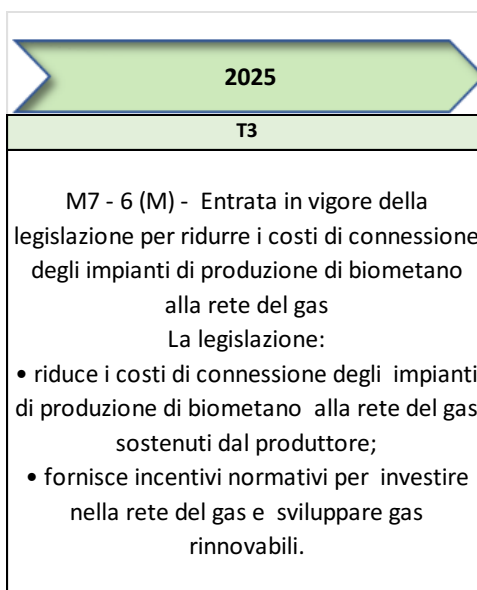 2025
T3
M7 - 6 (M) - Entrata in vigore della
legislazione per ridurre i costi di connessione
degli impianti di produzione di biometano
alla rete del gas
La legislazione:
• riduce i costi di connessione degli impianti
di produzione di biometano alla rete del gas
sostenuti dal produttore;
• fornisce incentivi normativi per investire
nella rete del gas e sviluppare gas
rinnovabili.